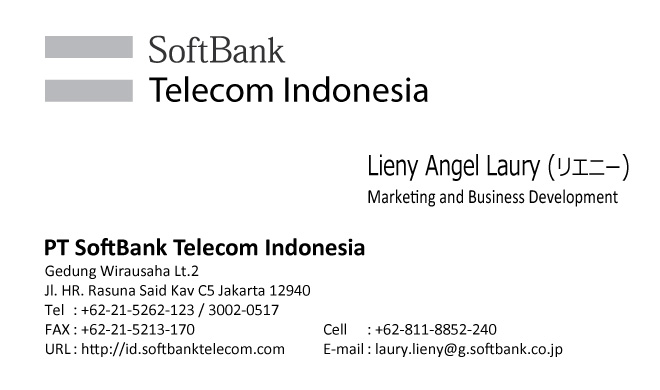 SoftBank
Telecom Indonesia
Lieny Angel Laury (リエニー)
Marketing and Business Development
PT SoftBank Telecom Indonesia
Gedung Wirausaha Lt.2
Jl. HR. Rasuna Said Kav C5 Jakarta 12940
Tel : +62-21-5262-123 / 3002-0517
FAX : +62-21-5213-170 Cell : +62-811-8852-240
URL : http://id.softbanktelecom.com E-mail : laury.lieny@g.softbank.co.jp